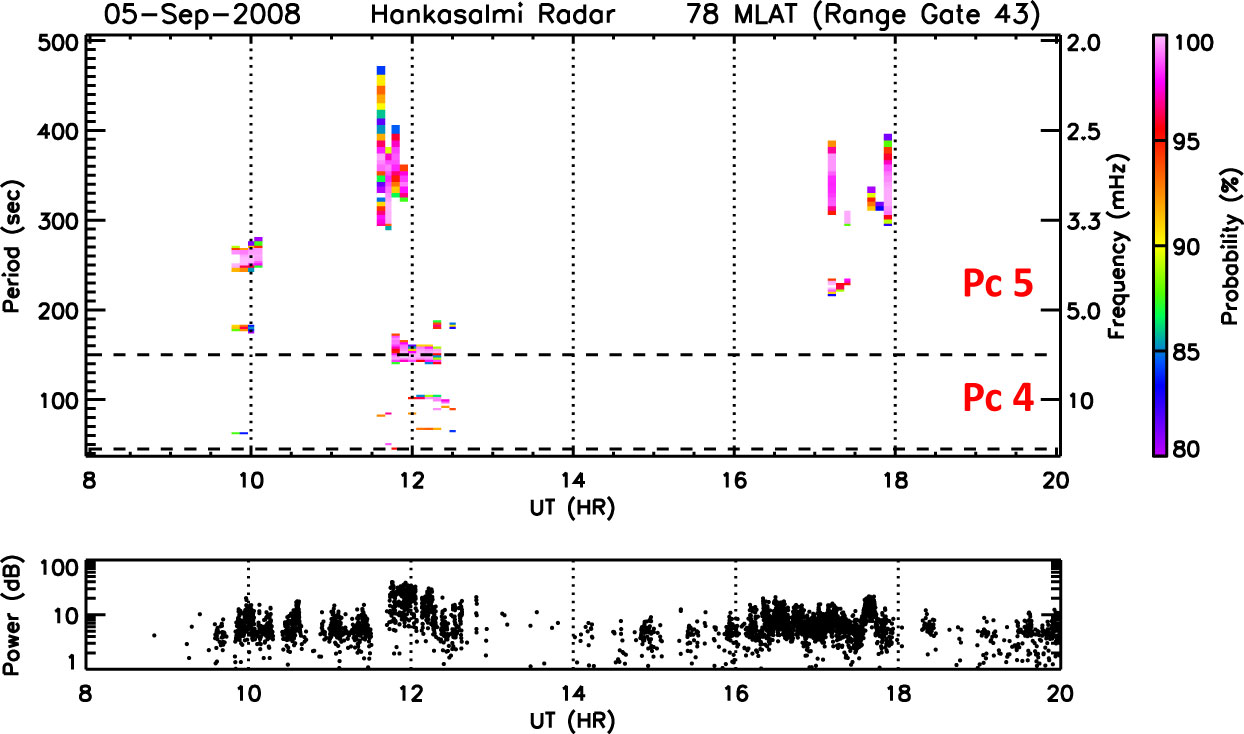 05-Sep-2008 Hankasalmi Radar 78 MLAT (Range Gate 43)
500 2.0 100
400 2.5 95
300 3.3 90
200 5.0 85
100 10 80
Period (sec)
Frequency (mHz)
Probability (%)
Pc 5
Pc 4
8 10 12 14 16 18 20
UT (HR)
100
10
1
Power (dB)
8 10 12 14 16 18 20
UT (HR)